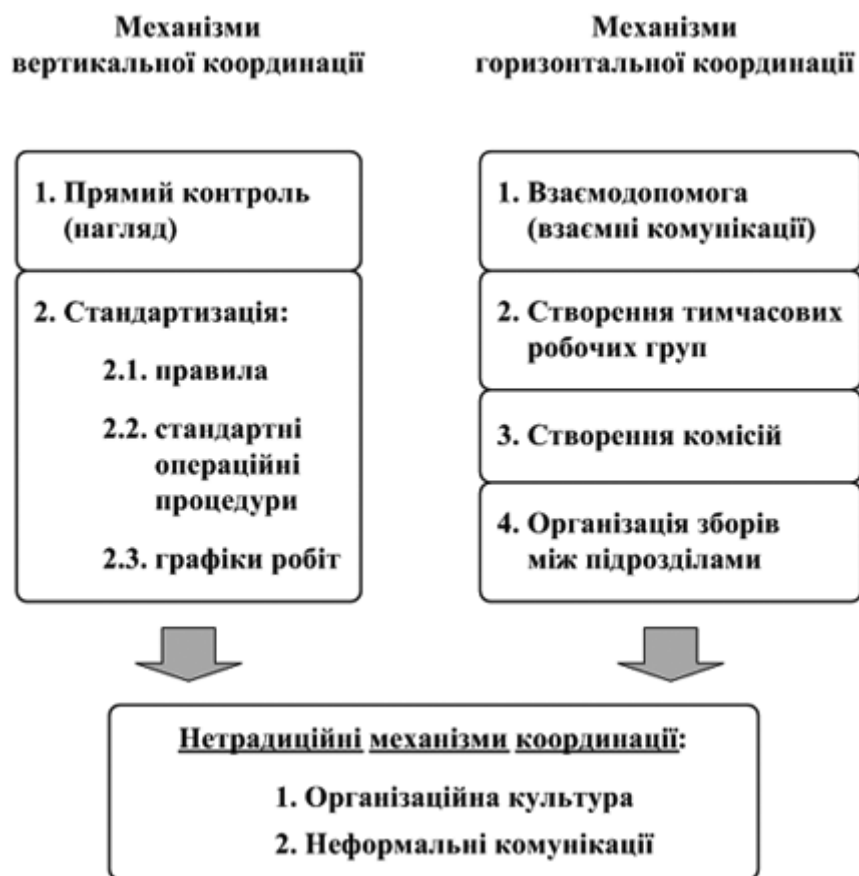 Механізми
вертикальної координації
1. Прямий контроль
(нагляд)
2. Стандартизація:
2.1. правила
2.2. стандартні
операційні
процедури
2.3. графіки робіт
Механізми
горизонтальної координації
1. Взаємодопомога
(взаємні комунікації)
2. Створення тимчасових
робочих груп
3. Створення комісій
4. Організація зборів
між підрозділами
Нетрадиційні механізми координації:
1. Організаційна культура
2. Неформальні комунікації